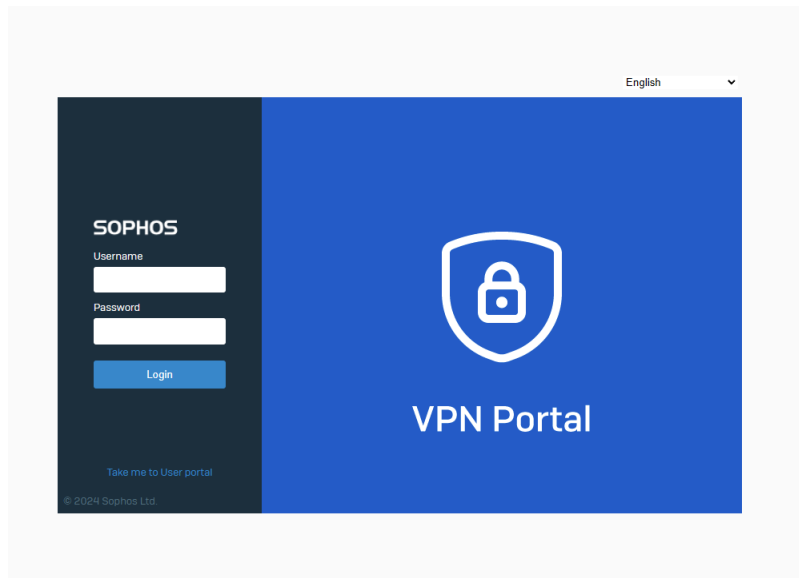 English
SOPHOS
Username
Password
Login
VPN Portal
Take me to User portal
© 2024 Sophos Ltd.